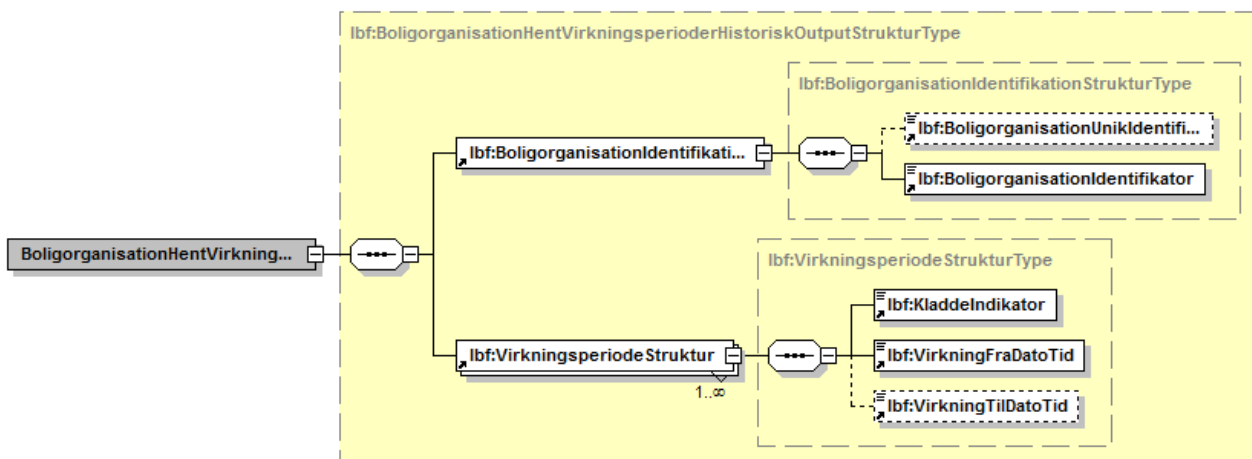 lbf:BoligorganisationHentVirkningsperioderHistoriskOutputStrukturType
lbf:BoligorganisationIdentifikationStrukturType
lbf:BoligorganisationUnikIdentifi...
lbf:BoligorganisationIdentifikati...
lbf:BoligorganisationIdentifikator
BoligorganisationHentVirkning...
lbf:VirkningsperiodeStrukturType
lbf:KladdeIndikator
lbf:VirkningsperiodeStruktur
lbf:VirkningFraDatoTid
1..∞
lbf:VirkningTilDatoTid